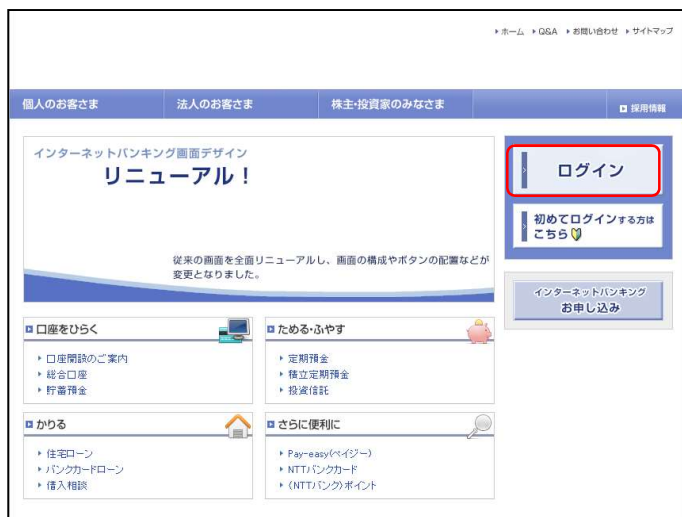 ホーム Q&A お問い合わせ サイトマップ
個人のお客さま 法人のお客さま 株主・投資家のみなさま 採用情報
インターネットバンキング画面デザイン
リニューアル！
従来の画面を全面リニューアルし、画面の構成やボタンの配置などが
変更となりました。
ログイン
初めてログインする方は
こちら
インターネットバンキング
お申し込み
口座をひらく
口座開設のご案内
総合口座
貯蓄預金
ためる・ふやす
定期預金
積立定期預金
投資信託
かりる
住宅ローン
バンクカードローン
借入相談
さらに便利に
Pay-easy(ペイジー)
NTTバンクカード
〈NTTバンク〉ポイント